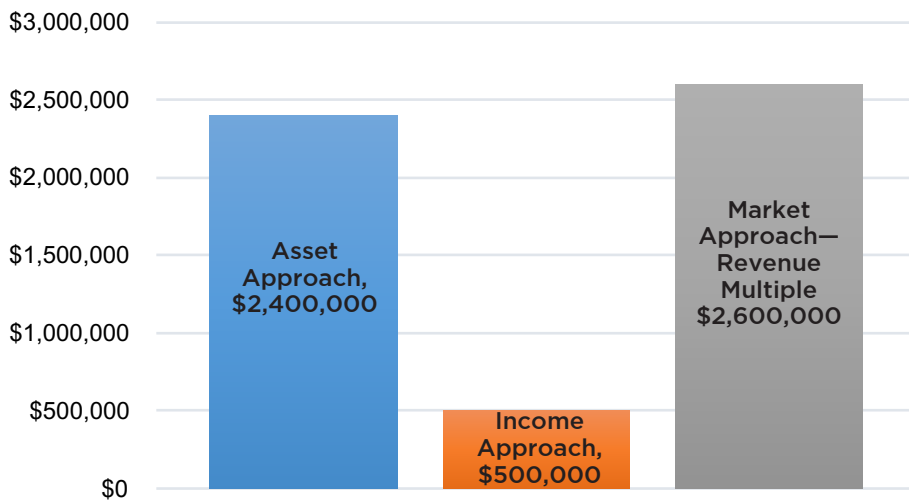 $3,000,000
$2,500,000
$2,000,000
$1,500,000
$1,000,000
$500,000
$0
Asset
Approach,
$2,400,000
Income
Approach,
$500,000
Market
Approach—
Revenue
Multiple
$2,600,000